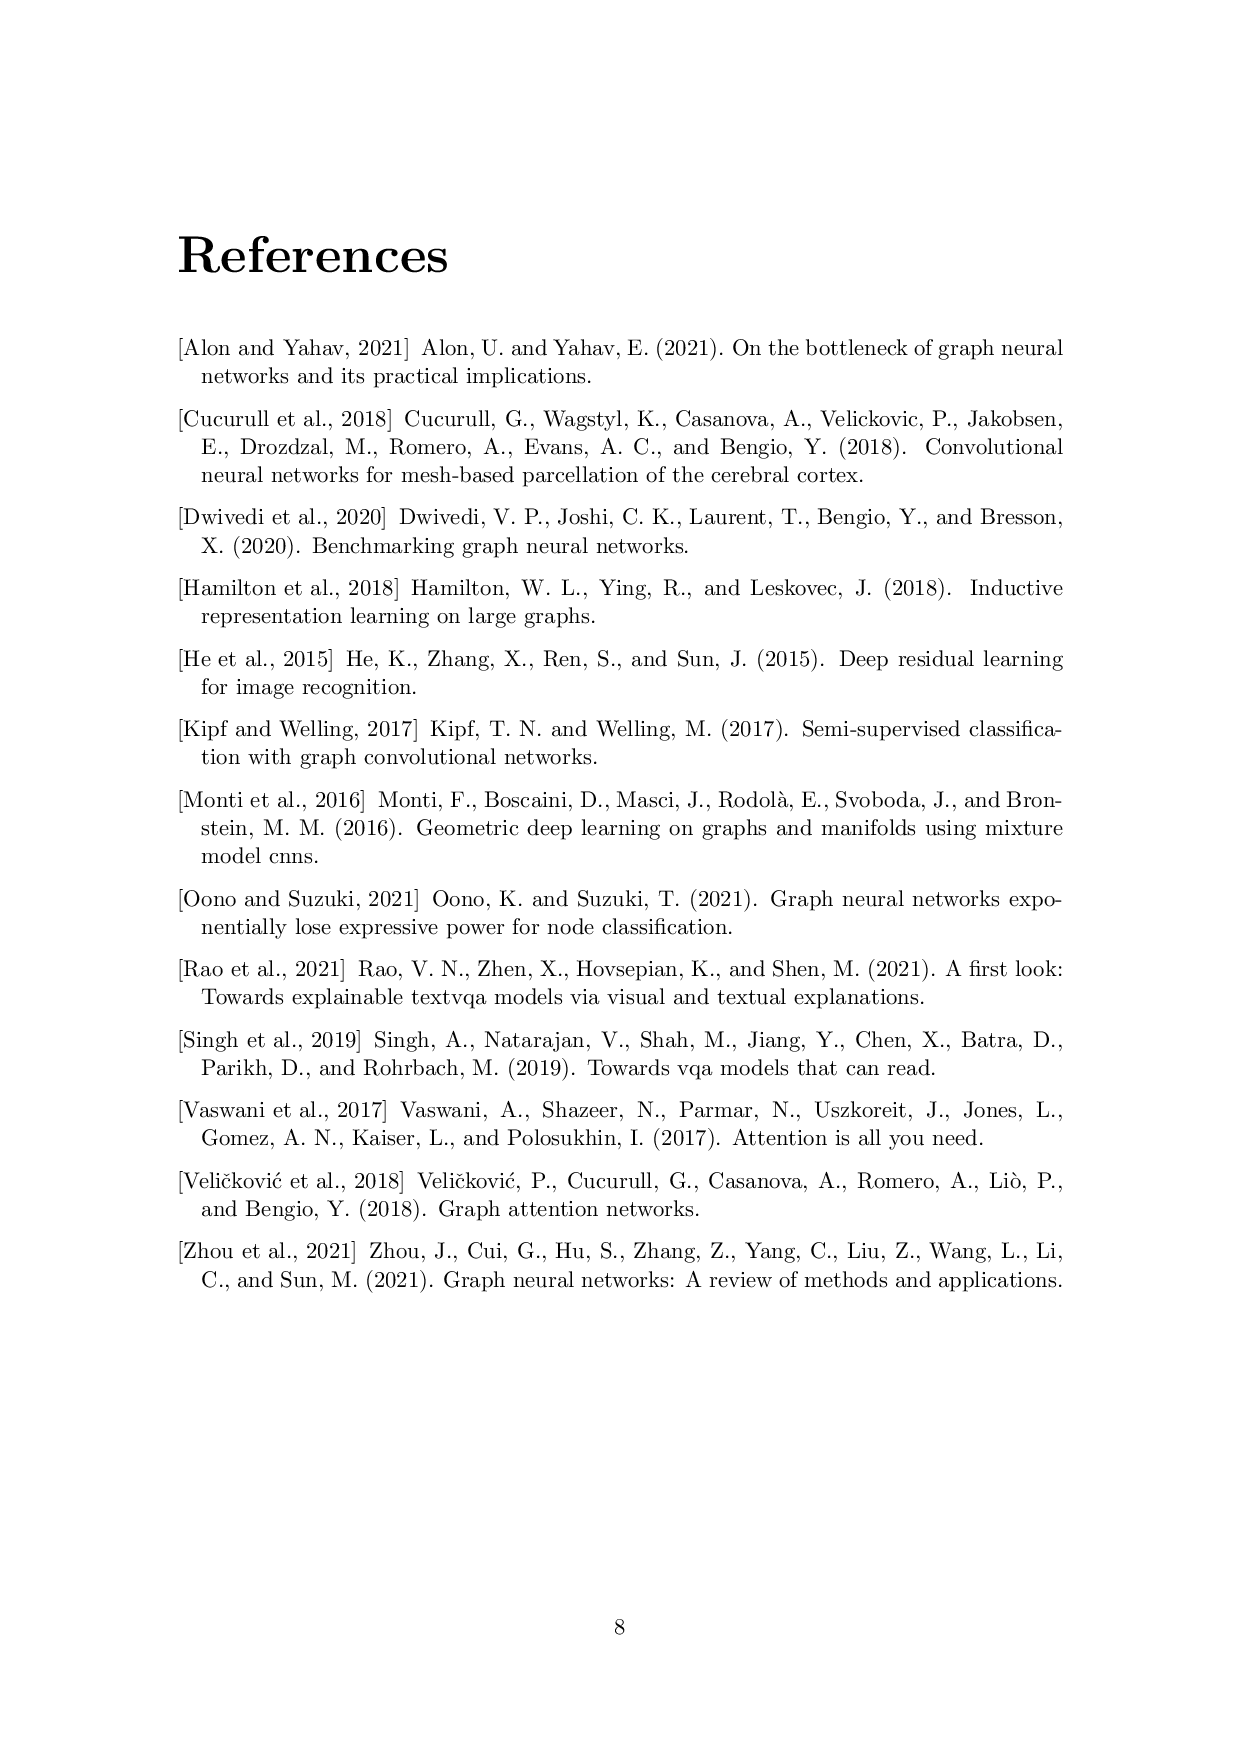 References
[Alon and Yahav, 2021] Alon, U. and Yahav, E. (2021). On the bottleneck of graph neural
networks and its practical implications.
[Cucurull et al., 2018] Cucurull, G., Wagstyl, K., Casanova, A., Velickovic, P., Jakobsen,
E., Drozdzal, M., Romero, A., Evans, A. C., and Bengio, Y. (2018). Convolutional
neural networks for mesh-based parcellation of the cerebral cortex.
[Dwivedi et al., 2020] Dwivedi, V. P., Joshi, C. K., Laurent, T., Bengio, Y., and Bresson,
X. (2020). Benchmarking graph neural networks.
[Hamilton et al., 2018] Hamilton, W. L., Ying, R., and Leskovec, J. (2018). Inductive
representation learning on large graphs.
[He et al., 2015] He, K., Zhang, X., Ren, S., and Sun, J. (2015). Deep residual learning
for image recognition.
[Kipf and Welling, 2017] Kipf, T. N. and Welling, M. (2017). Semi-supervised classifica-
tion with graph convolutional networks.
[Monti et al., 2016] Monti, F., Boscaini, D., Masci, J., Rodolà, E., Svoboda, J., and Bron-
stein, M. M. (2016). Geometric deep learning on graphs and manifolds using mixture
model cnns.
[Oono and Suzuki, 2021] Oono, K. and Suzuki, T. (2021). Graph neural networks expo-
nentially lose expressive power for node classification.
[Rao et al., 2021] Rao, V. N., Zhen, X., Hovsepian, K., and Shen, M. (2021). A first look:
Towards explainable textvqa models via visual and textual explanations.
[Singh et al., 2019] Singh, A., Natarajan, V., Shah, M., Jiang, Y., Chen, X., Batra, D.,
Parikh, D., and Rohrbach, M. (2019). Towards vqa models that can read.
[Vaswani et al., 2017] Vaswani, A., Shazeer, N., Parmar, N., Uszkoreit, J., Jones, L.,
Gomez, A. N., Kaiser, L., and Polosukhin, I. (2017). Attention is all you need.
[Veličković et al., 2018] Veličković, P., Cucurull, G., Casanova, A., Romero, A., Liò, P.,
and Bengio, Y. (2018). Graph attention networks.
[Zhou et al., 2021] Zhou, J., Cui, G., Hu, S., Zhang, Z., Yang, C., Liu, Z., Wang, L., Li,
C., and Sun, M. (2021). Graph neural networks: A review of methods and applications.
8